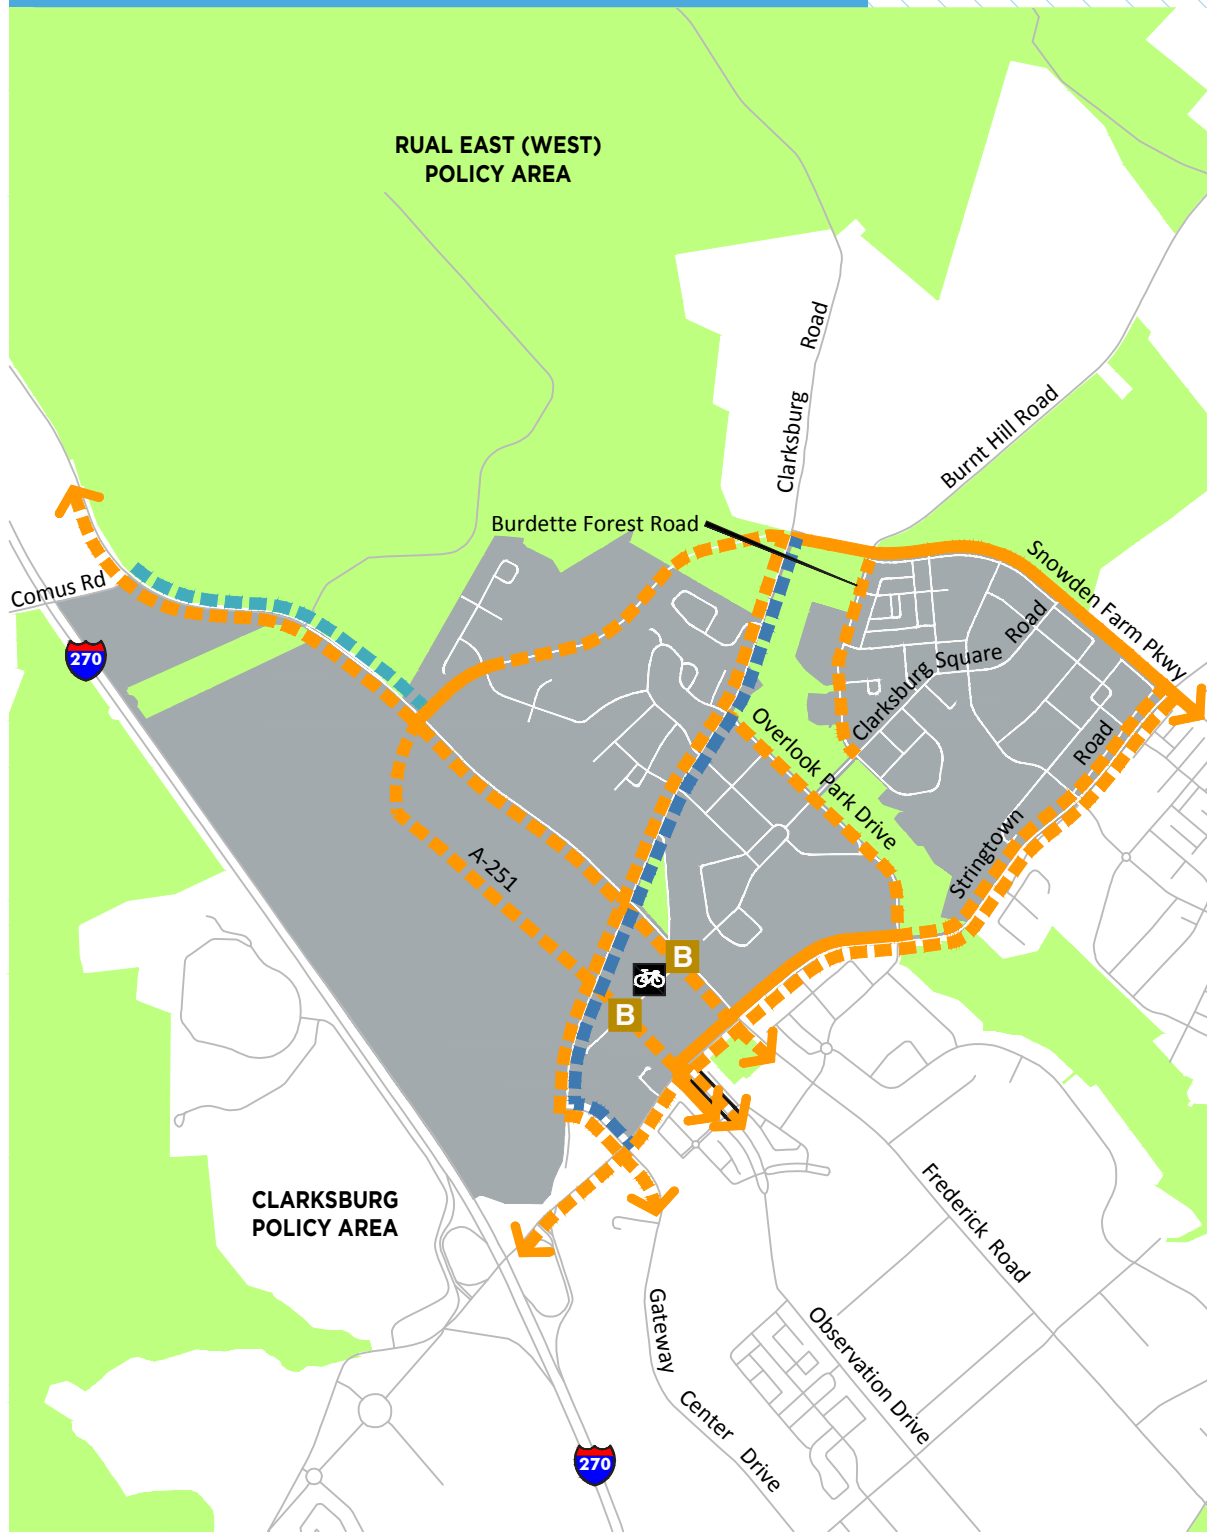 RUAL EAST (WEST)
POLICY AREA
Clarksburg Road
Burnt Hill Road
Burdette Forest Road
Snowden Farm Pkwy
Comus Rd
270
Clarksburg Square Road
Overlook Park Drive
Stringtown Road
A-251
B
B
CLARKSBURG
POLICY AREA
Frederick Road
Gateway Center Drive
Observation Drive
270